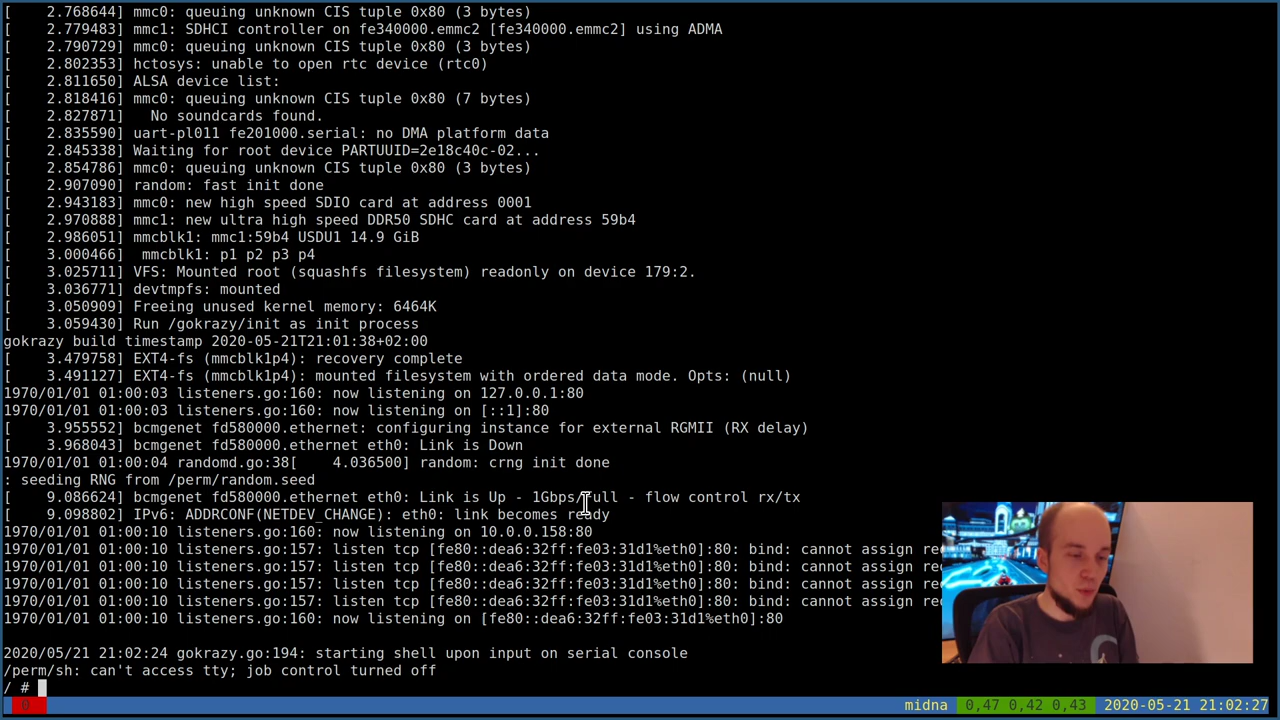 [    2.768644] mmc0: queuing unknown CIS tuple 0x80 (3 bytes)
[    2.779483] mmc1: SDHCI controller on fe340000.emmc2 [fe340000.emmc2] using ADMA
[    2.790729] mmc0: queuing unknown CIS tuple 0x80 (3 bytes)
[    2.802353] hctosys: unable to open rtc device (rtc0)
[    2.811650] ALSA device list:
[    2.818416] mmc0: queuing unknown CIS tuple 0x80 (7 bytes)
[    2.827871]   No soundcards found.
[    2.835590] uart-pl011 fe201000.serial: no DMA platform data
[    2.845338] Waiting for root device PARTUUID=2e18c40c-02...
[    2.854786] mmc0: queuing unknown CIS tuple 0x80 (3 bytes)
[    2.907090] random: fast init done
[    2.943183] mmc0: new high speed SDIO card at address 0001
[    2.970888] mmc1: new ultra high speed DDR50 SDHC card at address 59b4
[    2.986051] mmcblk1: mmc1:59b4 USDU1 14.9 GiB
[    3.000466]  mmcblk1: p1 p2 p3 p4
[    3.025711] VFS: Mounted root (squashfs filesystem) readonly on device 179:2.
[    3.036771] devtmpfs: mounted
[    3.050909] Freeing unused kernel memory: 6464K
[    3.059430] Run /gokrazy/init as init process
gokrazy build timestamp 2020-05-21T21:01:38+02:00
[    3.479758] EXT4-fs (mmcblk1p4): recovery complete
[    3.491127] EXT4-fs (mmcblk1p4): mounted filesystem with ordered data mode. Opts: (null)
1970/01/01 01:00:03 listeners.go:160: now listening on 127.0.0.1:80
1970/01/01 01:00:03 listeners.go:160: now listening on [::1]:80
[    3.955552] bcmgenet fd580000.ethernet: configuring instance for external RGMII (RX delay)
[    3.968043] bcmgenet fd580000.ethernet eth0: Link is Down
1970/01/01 01:00:04 randomd.go:38[    4.036500] random: crng init done
: seeding RNG from /perm/random.seed
[    9.086624] bcmgenet fd580000.ethernet eth0: Link is Up - 1Gbps/Full - flow control rx/tx
[    9.098802] IPv6: ADDRCONF(NETDEV_CHANGE): eth0: link becomes ready
1970/01/01 01:00:10 listeners.go:160: now listening on 10.0.0.158:80
1970/01/01 01:00:10 listeners.go:157: listen tcp [fe80::dea6:32ff:fe03:31d1%eth0]:80: bind: cannot assign
1970/01/01 01:00:10 listeners.go:157: listen tcp [fe80::dea6:32ff:fe03:31d1%eth0]:80: bind: cannot assign
1970/01/01 01:00:10 listeners.go:157: listen tcp [fe80::dea6:32ff:fe03:31d1%eth0]:80: bind: cannot assign
1970/01/01 01:00:10 listeners.go:157: listen tcp [fe80::dea6:32ff:fe03:31d1%eth0]:80: bind: cannot assign
1970/01/01 01:00:10 listeners.go:160: now listening on [fe80::dea6:32ff:fe03:31d1%eth0]:80
2020/05/21 21:02:24 gokrazy.go:194: starting shell upon input on serial console
/perm/sh: can't access tty; job control turned off
/ #
0 midna 0,47 0,42 0,43 2020-05-21 21:02:27